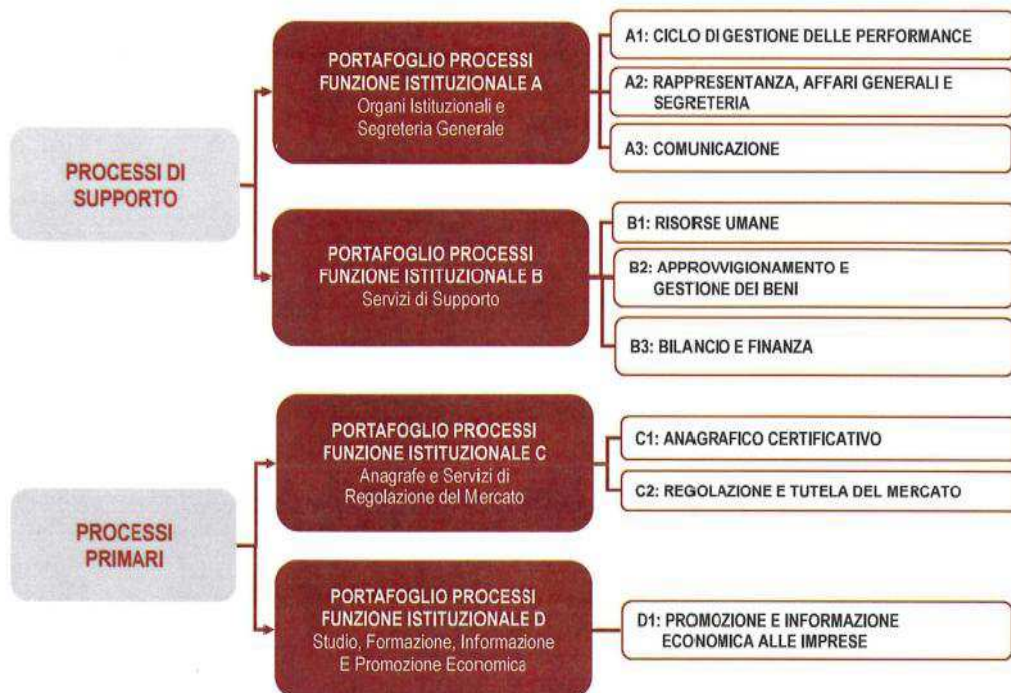 PROCESSI DI
SUPPORTO
PORTAFOGLIO PROCESSI
FUNZIONE ISTITUZIONALE A
Organi Istituzionali e
Segreteria Generale
A1: CICLO DI GESTIONE DELLE PERFORMANCE
A2: RAPPRESENTANZA, AFFARI GENERALI E
SEGRETERIA
A3: COMUNICAZIONE
PORTAFOGLIO PROCESSI
FUNZIONE ISTITUZIONALE B
Servizi di Supporto
B1: RISORSE UMANE
B2: APPROVVIGIONAMENTO E
GESTIONE DEI BENI
B3: BILANCIO E FINANZA
PROCESSI
PRIMARI
PORTAFOGLIO PROCESSI
FUNZIONE ISTITUZIONALE C
Anagrafe e Servizi di
Regolazione del Mercato
C1: ANAGRAFICO CERTIFICATIVO
C2: REGOLAZIONE E TUTELA DEL MERCATO
PORTAFOGLIO PROCESSI
FUNZIONE ISTITUZIONALE D
Studio, Formazione, Informazione
E Promozione Economica
D1: PROMOZIONE E INFORMAZIONE
ECONOMICA ALLE IMPRESE